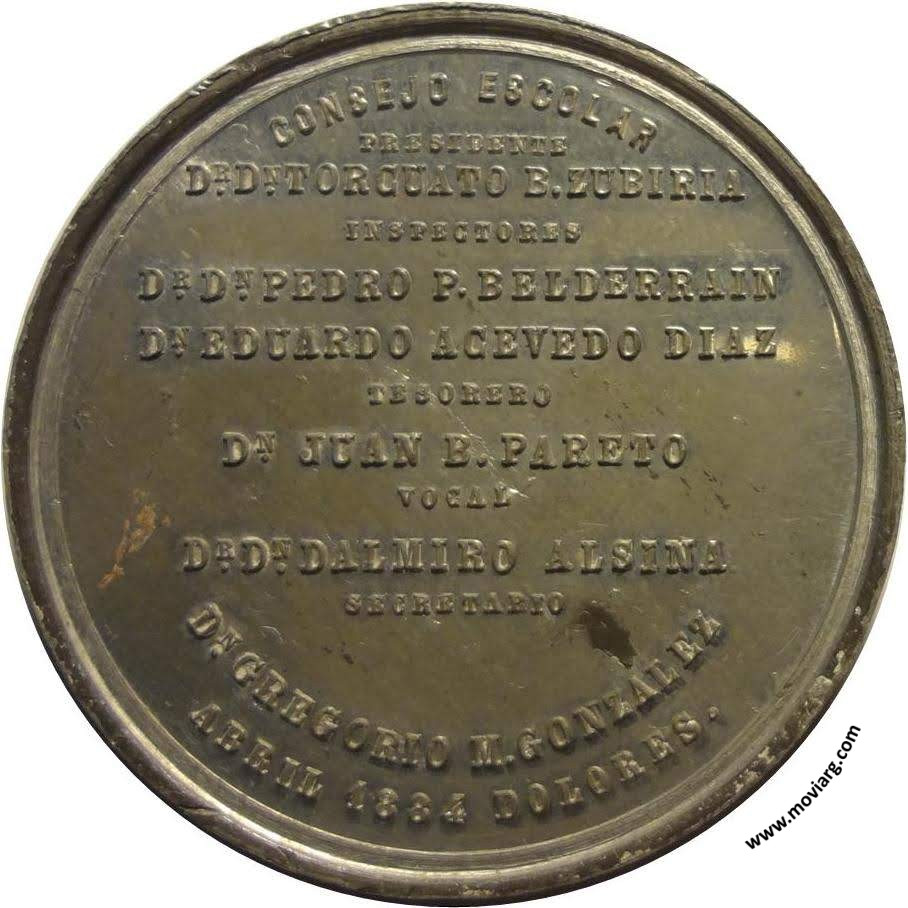 CONSEJO ESCOLAR
PRESIDENTE
DR. DN. TORCUATO B. ZUBIRIA
INSPECTORES
DR. DN. PEDRO P. BELDERRAIN
DN. EDUARDO ACEVEDO DIAZ
TESORERO
DN. JUAN B. PARETO
VOCAL
DR. DN. DALMIRO ALSINA
SECRETARIO
DN. GREGORIO M. GONZALEZ
ABRIL 1884 DOLORES.
www.moviarg.com